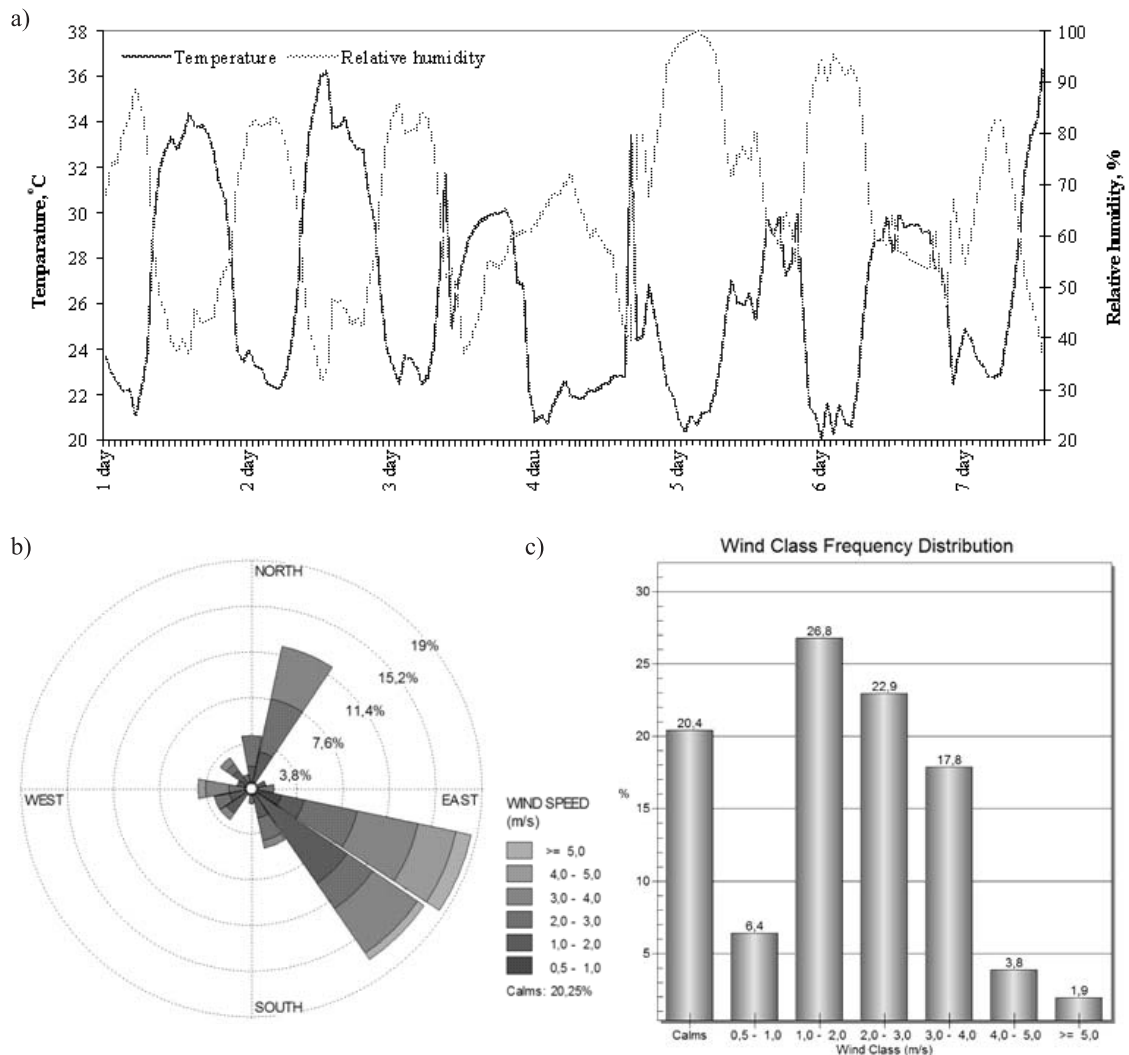 a)
38
36
34
32
30
28
26
24
22
20
Temparature,°C
Temperature
Relative humidity
100
90
80
70
60
50
40
30
20
Relative humidity, %
1 day
2 day
3 day
4 dau
5 day
6 day
7 day
b)
NORTH
19%
15,2%
11,4%
7,6%
3,8%
WEST
EAST
SOUTH
WIND SPEED
(m/s)
>= 5,0
4,0 - 5,0
3,0 - 4,0
2,0 - 3,0
1,0 - 2,0
0,5 - 1,0
Calms: 20,25%
c)
Wind Class Frequency Distribution
30
25
20
15
10
5
%
20,4
6,4
26,8
22,9
17,8
3,8
1,9
Calms
0,5 - 1,0
1,0 - 2,0
2,0 - 3,0
3,0 - 4,0
4,0 - 5,0
>= 5,0
Wind Class (m/s)